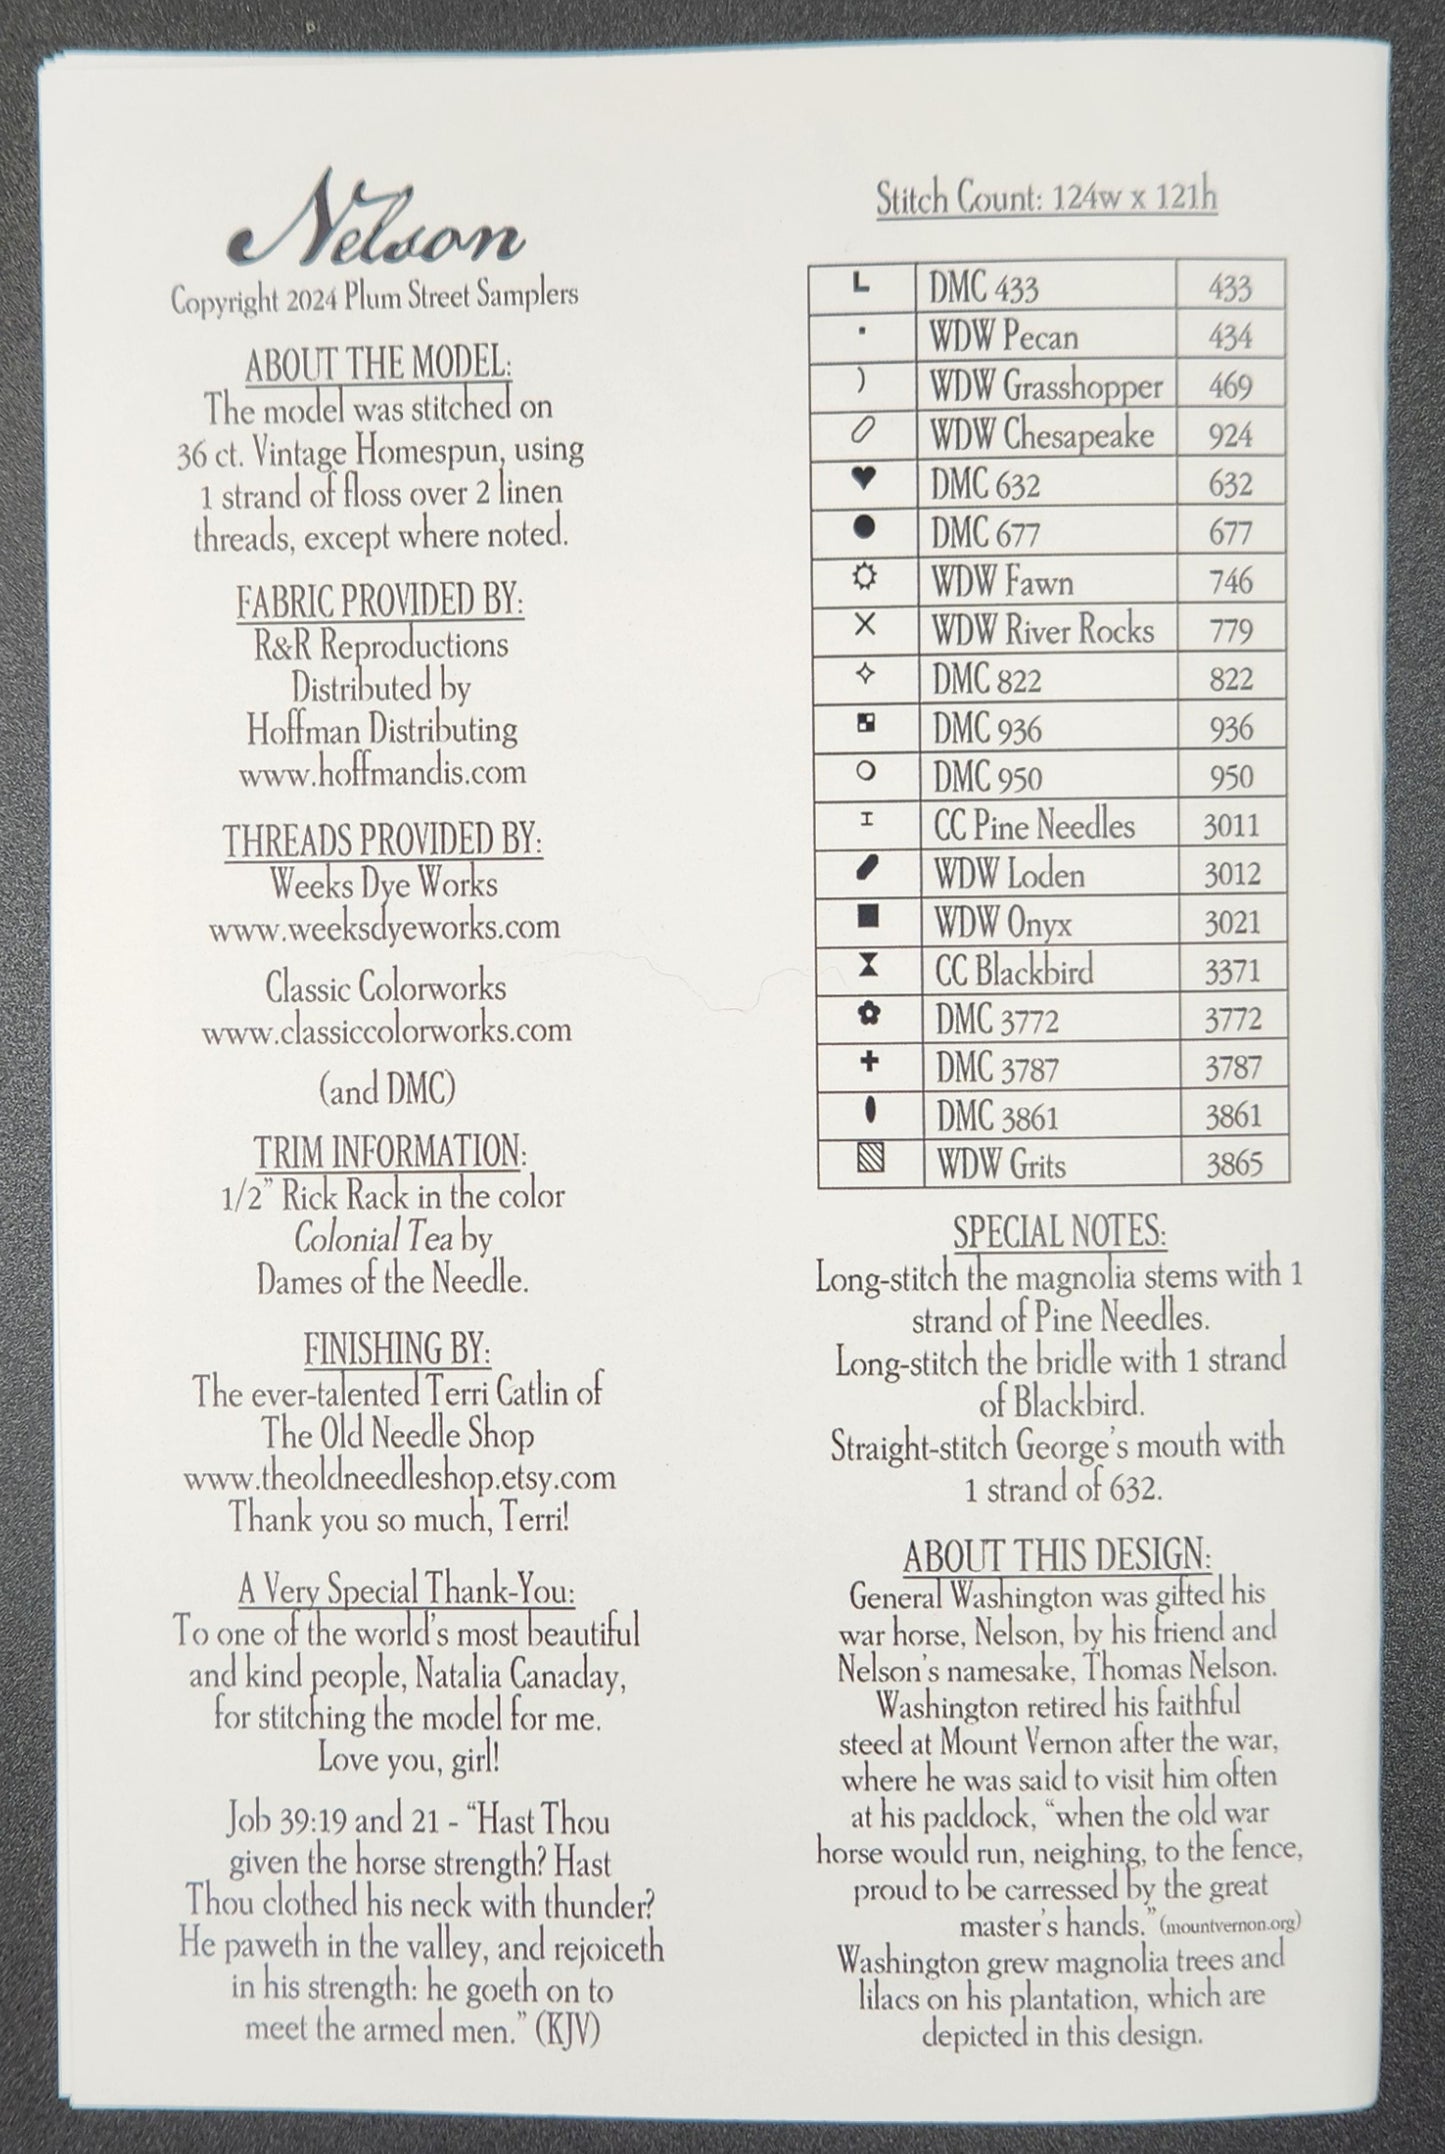 Nelson
Copyright 2024 Plum Street Samplers
ABOUT THE MODEL:
The model was stitched on
36 ct. Vintage Homespun, using
1 strand of floss over 2 linen
threads, except where noted.
FABRIC PROVIDED BY:
R&R Reproductions
Distributed by
Hoffman Distributing
www.hoffmandis.com
THREADS PROVIDED BY:
Weeks Dye Works
www.weeksdyeworks.com
Classic Colorworks
www.classiccolorworks.com
(and DMC)
TRIM INFORMATION:
1/2" Rick Rack in the color
Colonial Tea by
Dames of the Needle.
FINISHING BY:
The ever-talented Terri Catlin of
The Old Needle Shop
www.theoldneedleshop.etsy.com
Thank you so much, Terri!
A Very Special Thank-You:
To one of the world's most beautiful
and kind people, Natalia Canaday,
for stitching the model for me.
Love you, girl!
Job 39:19 and 21 - "Hast Thou
given the horse strength? Hast
Thou clothed his neck with thunder?
He paweth in the valley, and rejoiceth
in his strength: he goeth on to
meet the armed men." (KJV)
Stitch Count: 124w x 121h
L DMC 433 433
WDW Pecan 434
) WDW Grasshopper 469
WDW Chesapeake 924
♥ DMC 632 632
● DMC 677 677
WDW Fawn 746
X WDW River Rocks 779
DMC 822 822
DMC 936 936
○ DMC 950 950
I CC Pine Needles 3011
WDW Loden 3012
■ WDW Onyx 3021
CC Blackbird 3371
DMC 3772 3772
✚ DMC 3787 3787
DMC 3861 3861
WDW Grits 3865
SPECIAL NOTES:
Long-stitch the magnolia stems with 1
strand of Pine Needles.
Long-stitch the bridle with 1 strand
of Blackbird.
Straight-stitch George's mouth with
1 strand of 632.
ABOUT THIS DESIGN:
General Washington was gifted his
war horse, Nelson, by his friend and
Nelson's namesake, Thomas Nelson.
Washington retired his faithful
steed at Mount Vernon after the war,
where he was said to visit him often
at his paddock, "when the old war
horse would run, neighing, to the fence,
proud to be carressed by the great
master's hands." (mountvernon.org)
Washington grew magnolia trees and
lilacs on his plantation, which are
depicted in this design.